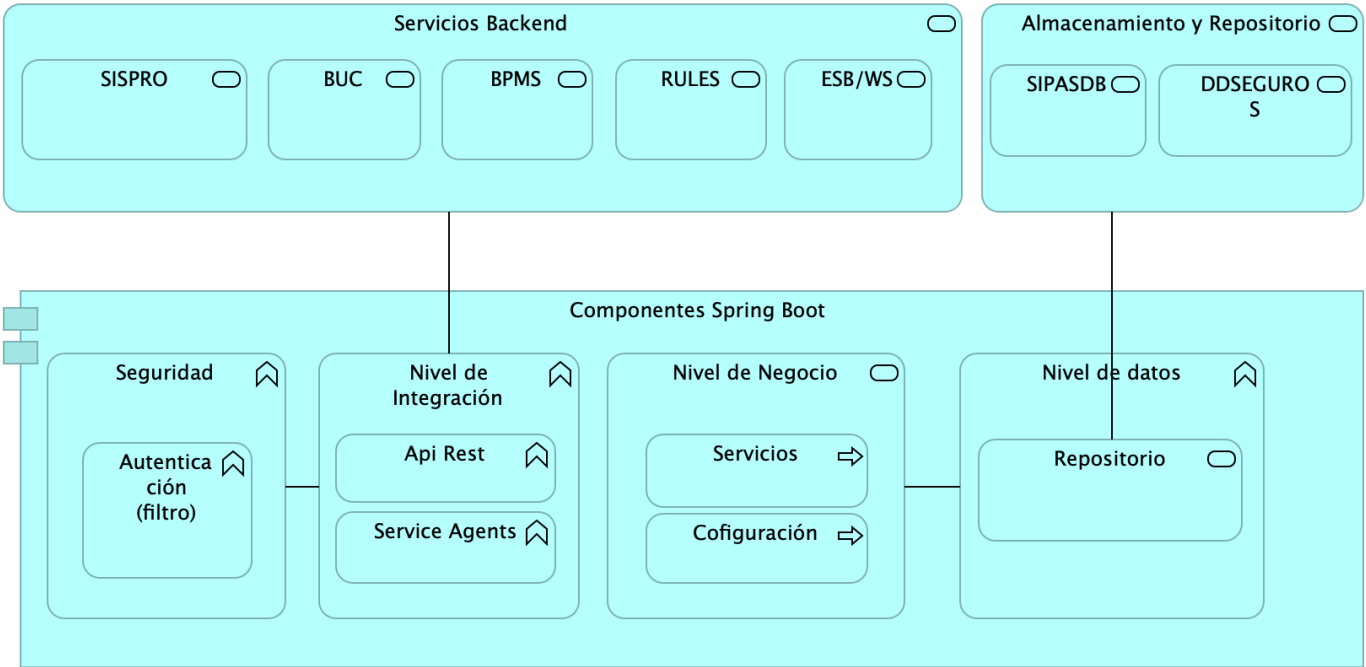 Servicios Backend
Almacenamiento y Repositorio
SISPRO
BUC
BPMS
RULES
ESB/WS
SIPASDB
DDSEGURO
S
Componentes Spring Boot
Seguridad
Nivel de
Integración
Nivel de Negocio
Nivel de datos
Autentica
ción
(filtro)
Api Rest
Service Agents
Servicios
Cofiguración
Repositorio